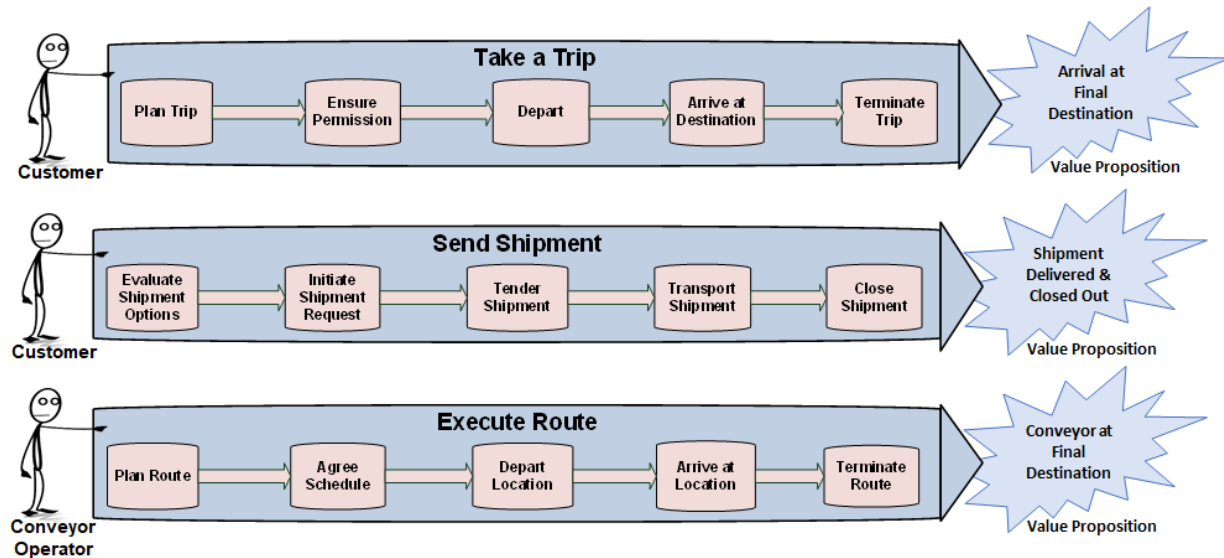 Take a Trip
Plan Trip
Ensure
Permission
Depart
Arrive at
Destination
Terminate
Trip
Arrival at
Final
Destination
Customer
Value Proposition
Send Shipment
Evaluate
Shipment
Options
Initiate
Shipment
Request
Tender
Shipment
Transport
Shipment
Close
Shipment
Shipment
Delivered &
Closed Out
Customer
Value Proposition
Execute Route
Plan Route
Agree
Schedule
Depart
Location
Arrive at
Location
Terminate
Route
Conveyor at
Final
Destination
Conveyor
Operator
Value Proposition